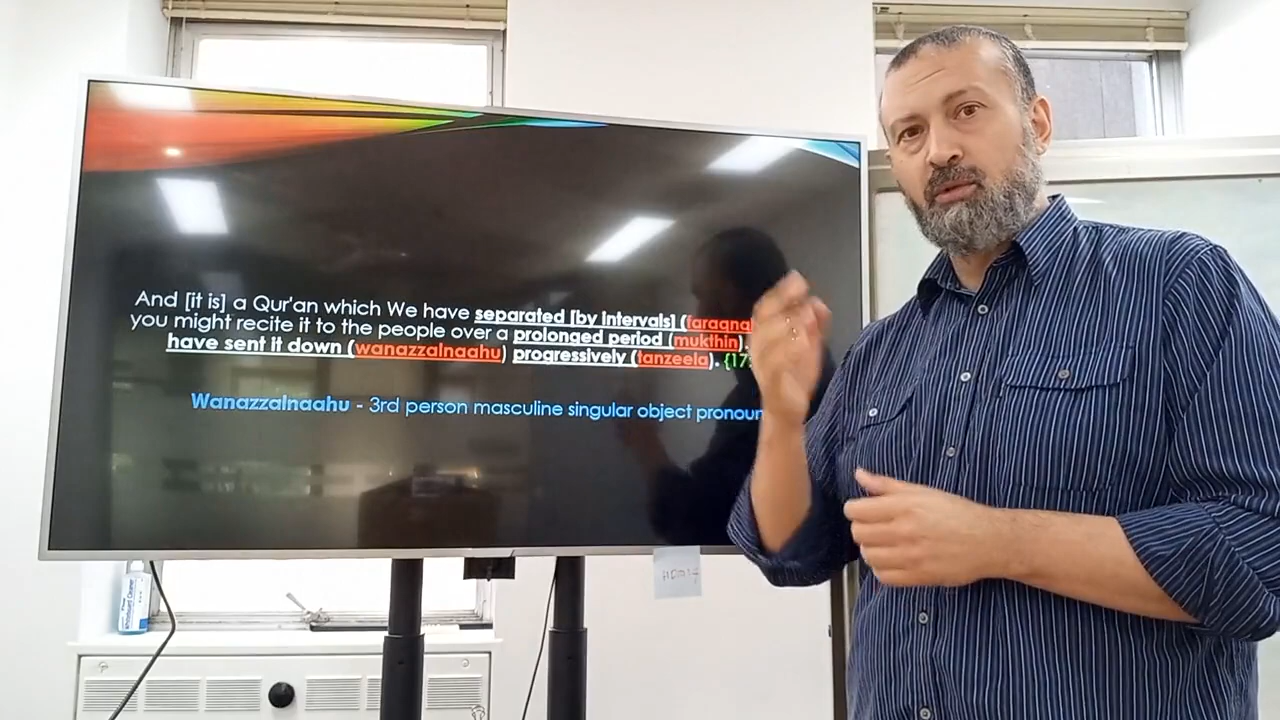 And [it is] a Qur'an which We have separated [by intervals] (faraqna
you might recite it to the people over a prolonged period (mukthin).
have sent it down (wanazzalnaahu) progressively (tanzeela). {17:
Wanazzalnaahu - 3rd person masculine singular object pronoun